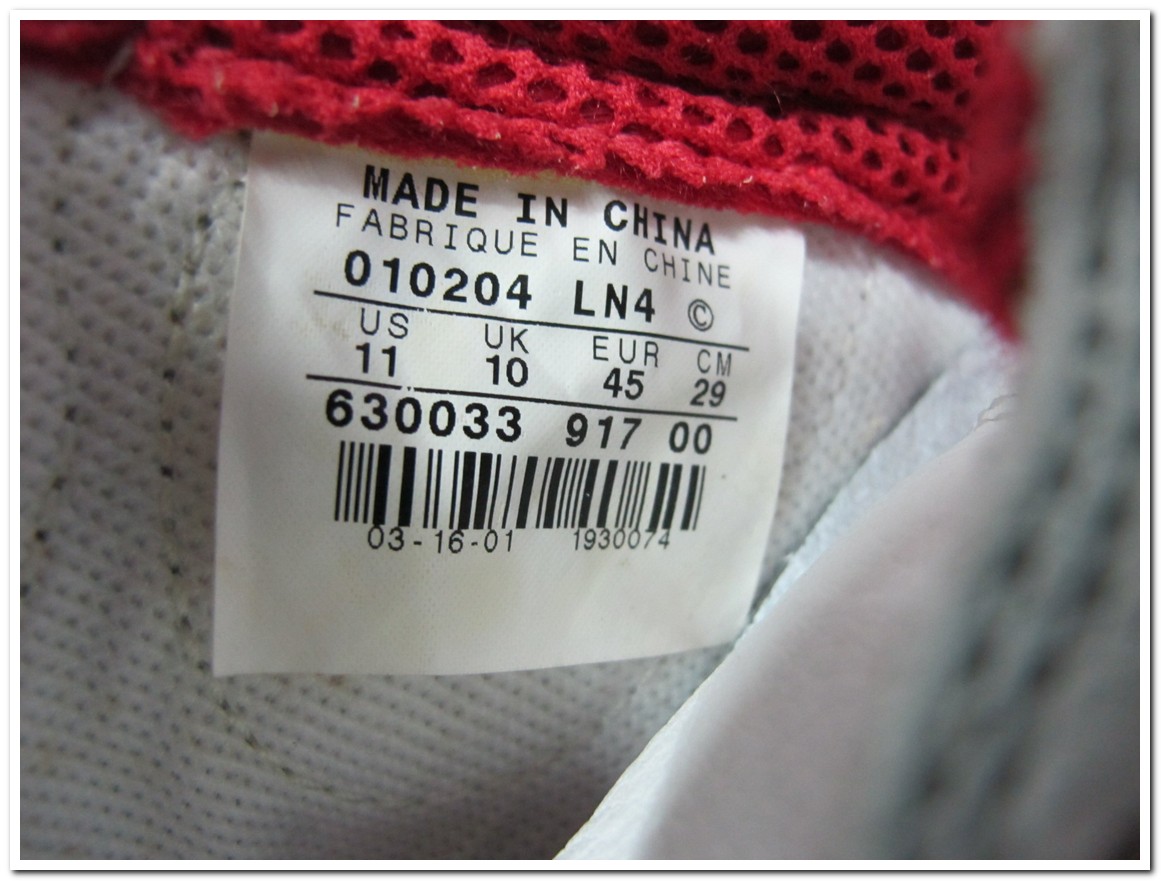 MADE IN CHINA
FABRIQUE EN CHINE
010204 LN4 ©
US UK EUR CM
11 10 45 29
630033 917 00
03-16-01 1930074